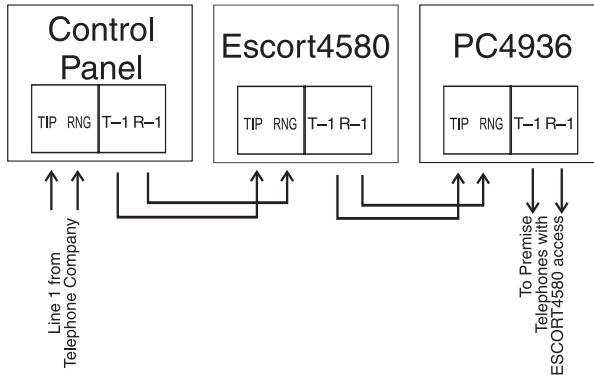 Control
Panel
TIP RNG T–1 R–1
Escort4580
TIP RNG T–1 R–1
PC4936
TIP RNG T–1 R–1
Line 1 from
Telephone Company
To Premise
Telephones with
ESCORT4580 access